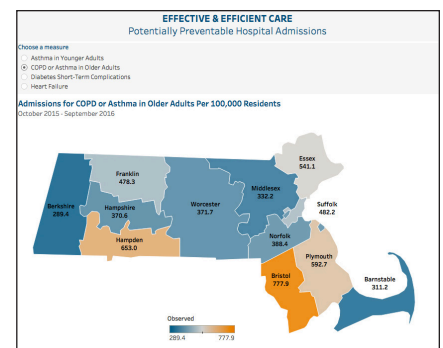 EFFECTIVE & EFFICIENT CARE
Potentially Preventable Hospital Admissions
Choose a measure
Asthma in Younger Adults
COPD or Asthma in Older Adults
Diabetes Short-Term Complications
Heart Failure
Admissions for COPD or Asthma in Older Adults Per 100,000 Residents
October 2015 - September 2016
Essex
541.1
Franklin
478.3
Middlesex
332.2
Berkshire
289.4
Hampshire
370.6
Worcester
371.7
Suffolk
482.2
Hampden
653.0
Norfolk
388.4
Plymouth
592.7
Bristol
777.9
Barnstable
311.2
Observed
289.4
777.9